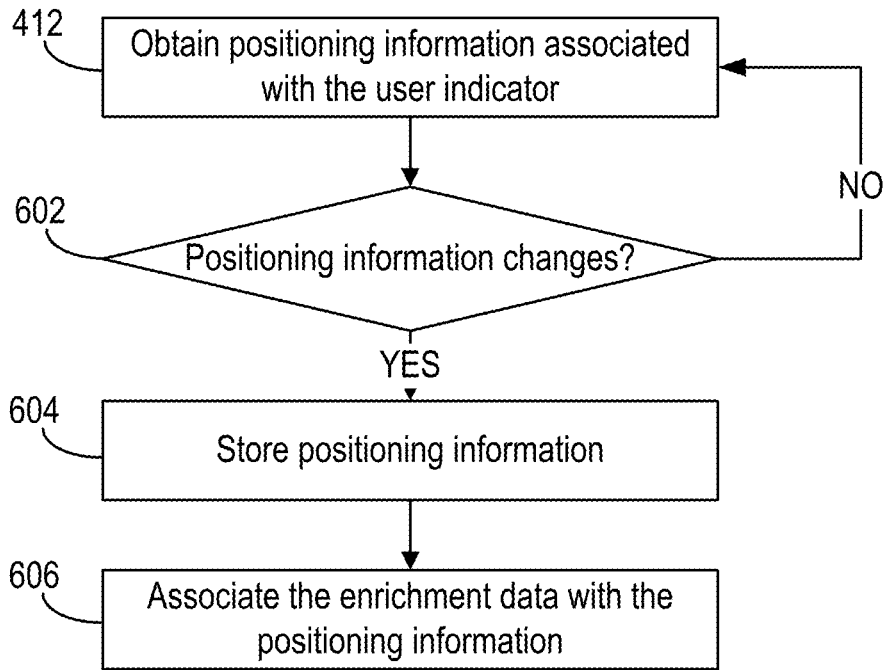 412
Obtain positioning information associated
with the user indicator
NO
602
Positioning information changes?
YES
604
Store positioning information
606
Associate the enrichment data with the
positioning information